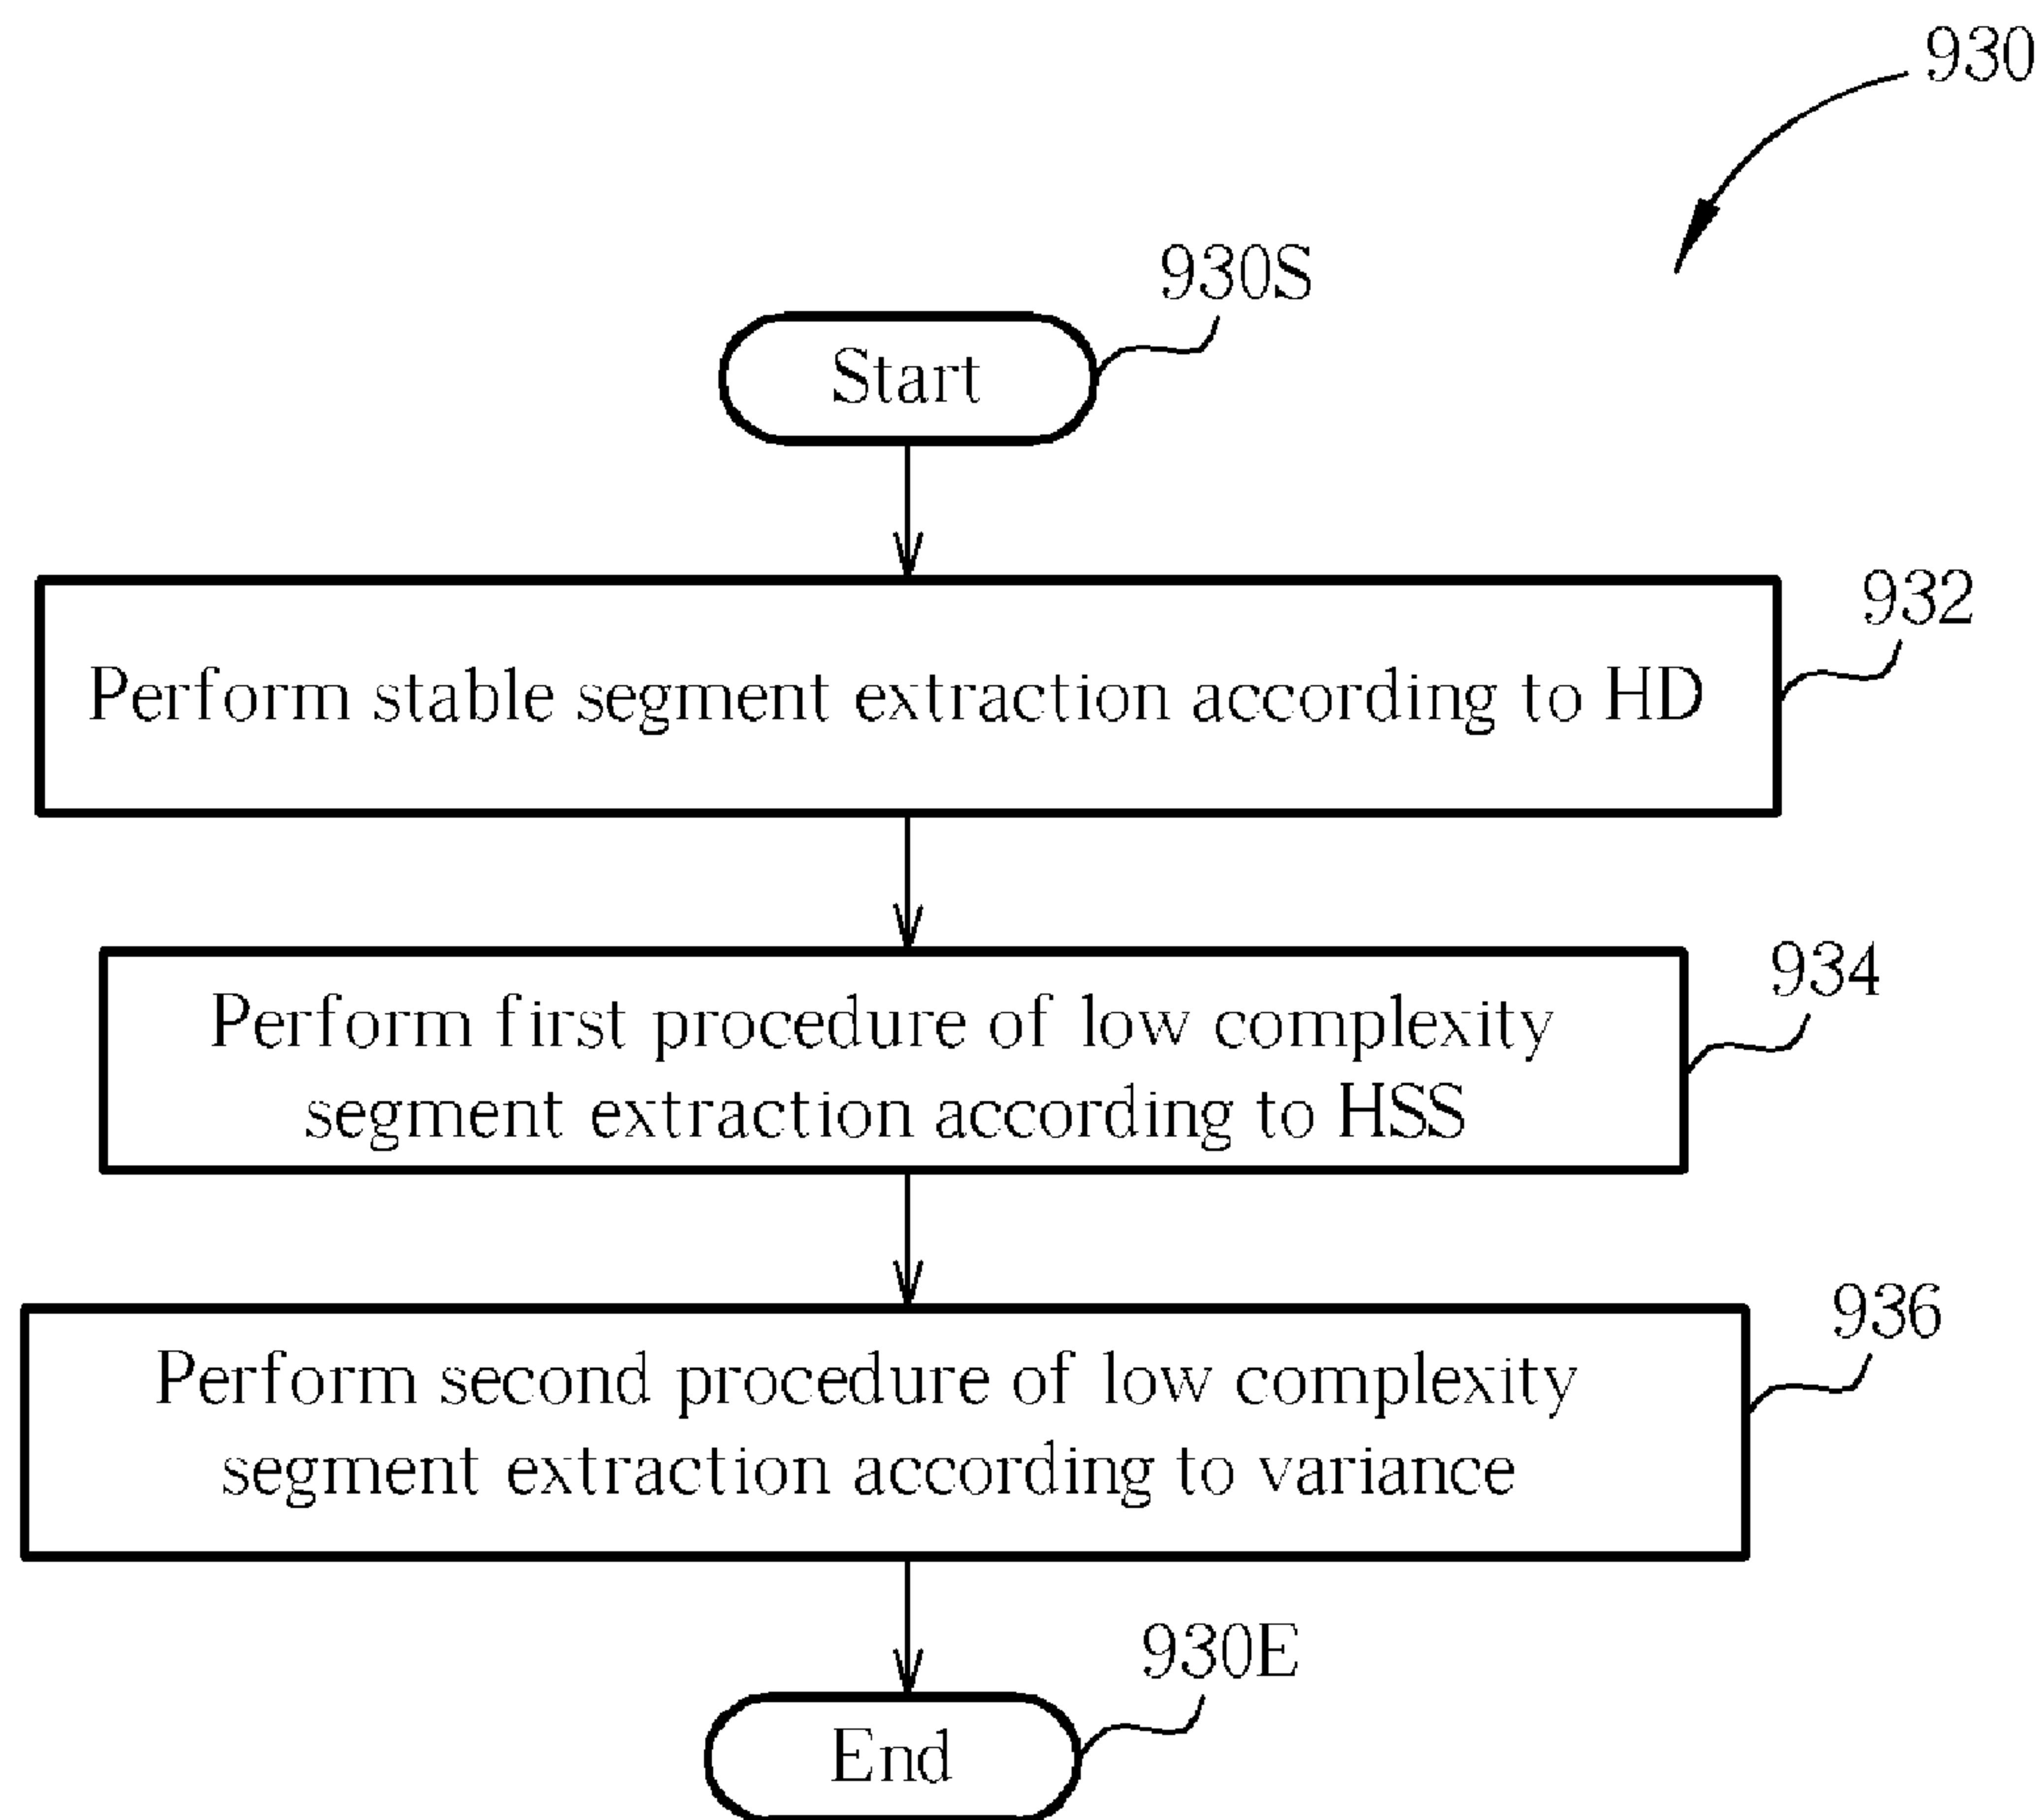 930
930S
Start
932
Perform stable segment extraction according to HD
934
Perform first procedure of low complexity
segment extraction according to HSS
936
Perform second procedure of low complexity
segment extraction according to variance
930E
End